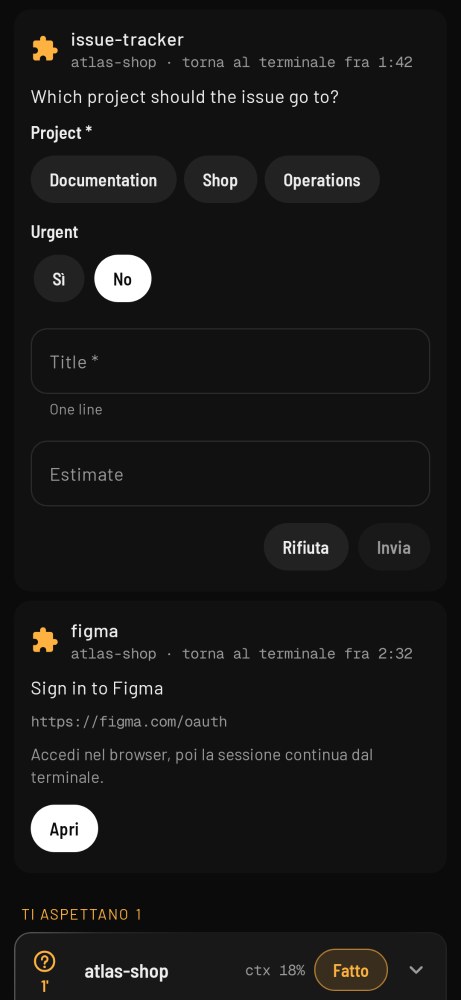 issue-tracker
atlas-shop · torna al terminale fra 1:42
Which project should the issue go to?
Project *
Documentation Shop Operations
Urgent
Sì No
Title *
One line
Estimate
Rifiuta Invia
figma
atlas-shop · torna al terminale fra 2:32
Sign in to Figma
https://figma.com/oauth
Accedi nel browser, poi la sessione continua dal
terminale.
Apri
TI ASPETTANO 1
1' atlas-shop ctx 18% Fatto